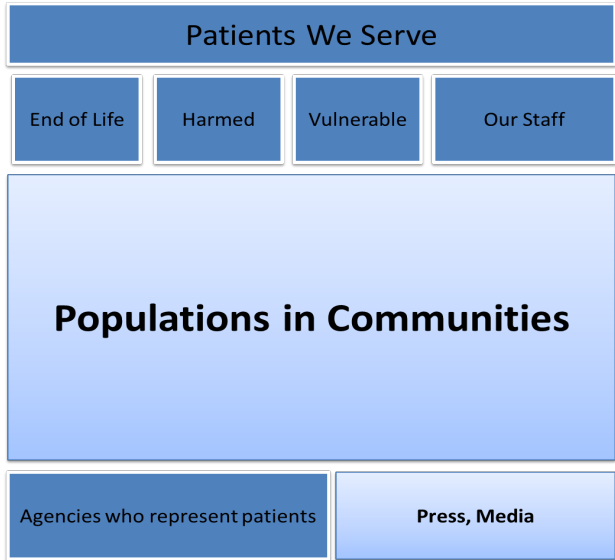 Patients We Serve
End of Life
Harmed
Vulnerable
Our Staff
Populations in Communities
Agencies who represent patients
Press, Media